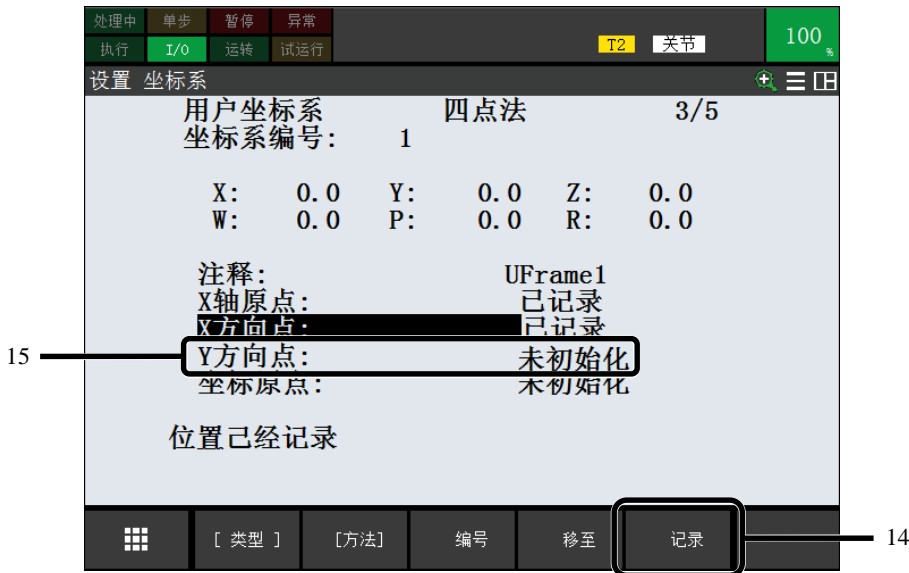 处理中 单步 暂停 异常
执行 I/O 运转 试运行 T2 关节 100 %
设置 坐标系
用户坐标系 四点法 3/5
坐标系编号: 1
X: 0.0 Y: 0.0 Z: 0.0
W: 0.0 P: 0.0 R: 0.0
注释: UFrame1
X轴原点: 已记录
X方向点: 已记录
15 Y方向点: 未初始化
坐标原点: 未初始化
位置己经记录
[ 类型 ] [方法] 编号 移至 记录 14